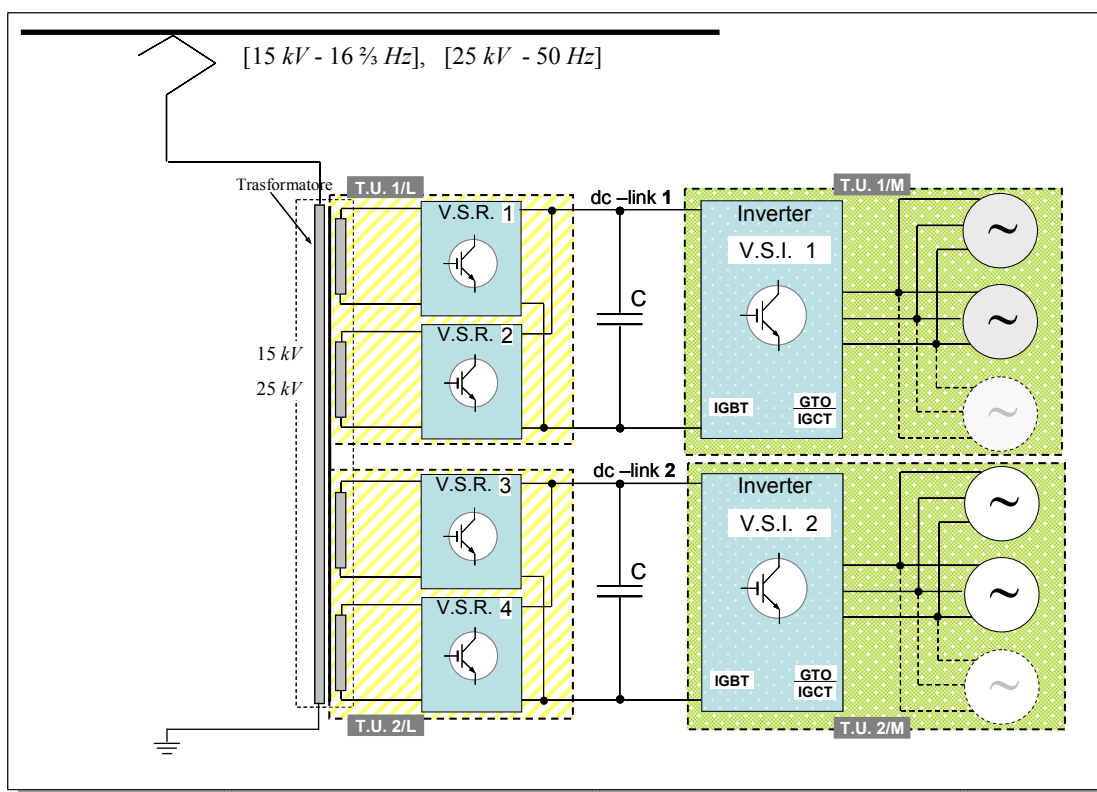 [15 kV - 16 ⅔ Hz], [25 kV - 50 Hz]
Trasformatore
T.U. 1/L
V.S.R. 1
V.S.R. 2
dc –link 1
C
T.U. 1/M
Inverter
V.S.I. 1
IGBT
GTO
IGCT
~
~
~
15 kV
25 kV
V.S.R. 3
V.S.R. 4
T.U. 2/L
dc –link 2
C
Inverter
V.S.I. 2
IGBT
GTO
IGCT
~
~
~
T.U. 2/M